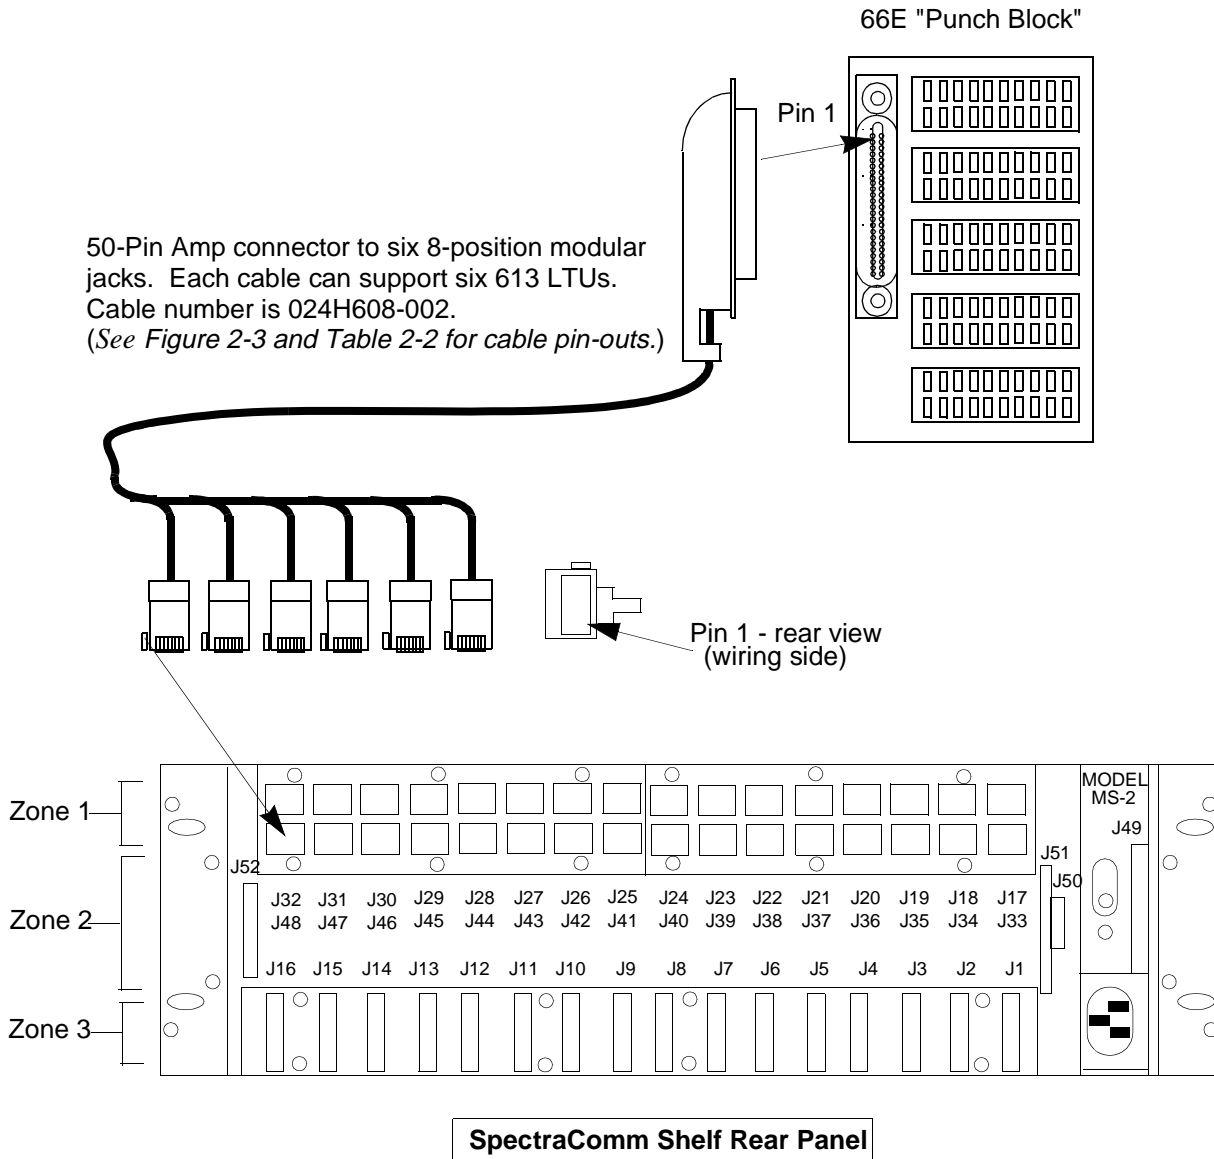 66E "Punch Block"
Pin 1
50-Pin Amp connector to six 8-position modular
jacks.  Each cable can support six 613 LTUs.
Cable number is 024H608-002.
(See Figure 2-3 and Table 2-2 for cable pin-outs.)
Pin 1 - rear view
(wiring side)
Zone 1
Zone 2
Zone 3
MODEL
MS-2
J49
J52
J51
J50
J32 J31 J30 J29 J28 J27 J26 J25 J24 J23 J22 J21 J20 J19 J18 J17
J48 J47 J46 J45 J44 J43 J42 J41 J40 J39 J38 J37 J36 J35 J34 J33
J16 J15 J14 J13 J12 J11 J10 J9 J8 J7 J6 J5 J4 J3 J2 J1
SpectraComm Shelf Rear Panel